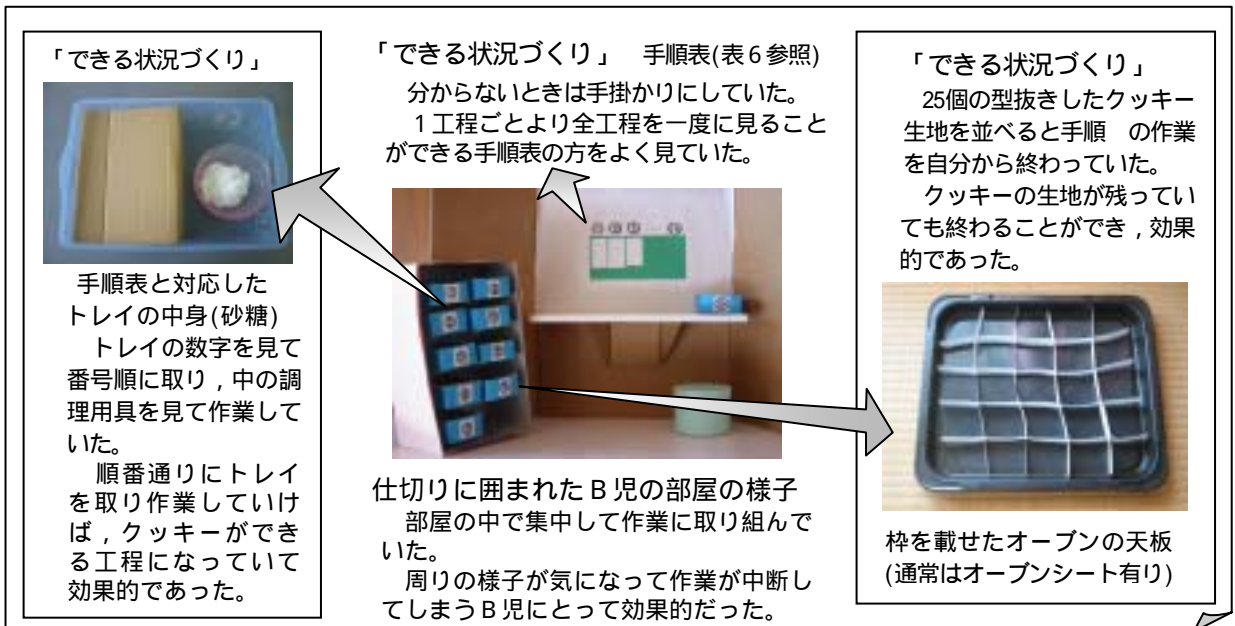 「できる状況づくり」
手順表と対応した
トレイの中身(砂糖)
トレイの数字を見て
番号順に取り，中の調
理用具を見て作業して
いた。
順番通りにトレイ
を取り作業していけ
ば，クッキーができ
る工程になっていて
効果的であった。
「できる状況づくり」　手順表(表6参照)
分からないときは手掛かりにしていた。
1工程ごとより全工程を一度に見ること
ができる手順表の方をよく見ていた。
① ② ③
仕切りに囲まれたB児の部屋の様子
部屋の中で集中して作業に取り組んで
いた。
周りの様子が気になって作業が中断し
てしまうB児にとって効果的だった。
「できる状況づくり」
25個の型抜きしたクッキー
生地を並べると手順　の作業
を自分から終わっていた。
クッキーの生地が残ってい
ても終わることができ，効果
的であった。
枠を載せたオーブンの天板
(通常はオーブンシート有り)